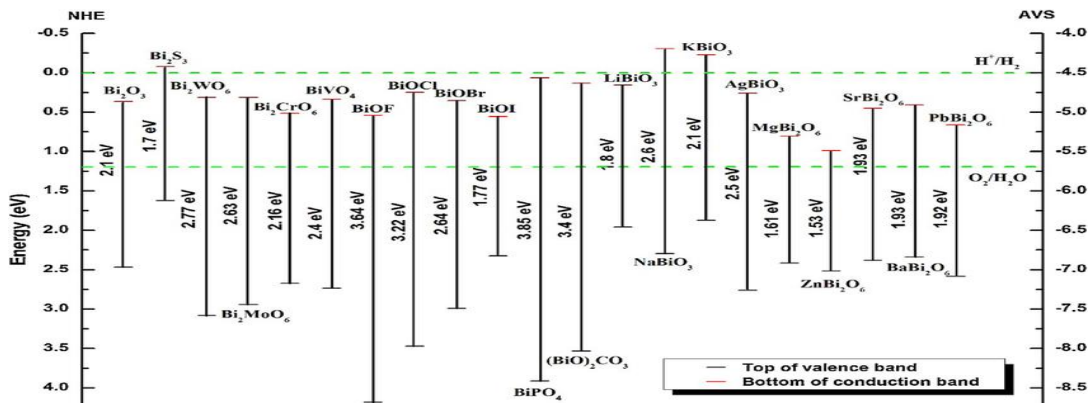 NHE
AVS
Energy (eV)
-0.5
0.0
0.5
1.0
1.5
2.0
2.5
3.0
3.5
4.0
-4.0
-4.5
-5.0
-5.5
-6.0
-6.5
-7.0
-7.5
-8.0
-8.5
H⁺/H₂
O₂/H₂O
Bi₂O₃
2.1 eV
Bi₂S₃
1.7 eV
Bi₂WO₆
2.77 eV
Bi₂MoO₆
2.63 eV
Bi₂CrO₆
2.16 eV
BiVO₄
2.4 eV
BiOF
3.64 eV
BiOCl
3.22 eV
BiOBr
2.64 eV
BiOI
1.77 eV
BiPO₄
3.85 eV
(BiO)₂CO₃
3.4 eV
LiBiO₃
1.8 eV
NaBiO₃
2.6 eV
KBiO₃
2.1 eV
AgBiO₃
2.5 eV
MgBi₂O₆
1.61 eV
ZnBi₂O₆
1.53 eV
SrBi₂O₆
1.93 eV
BaBi₂O₆
1.93 eV
PbBi₂O₆
1.92 eV
Top of valence band
Bottom of conduction band